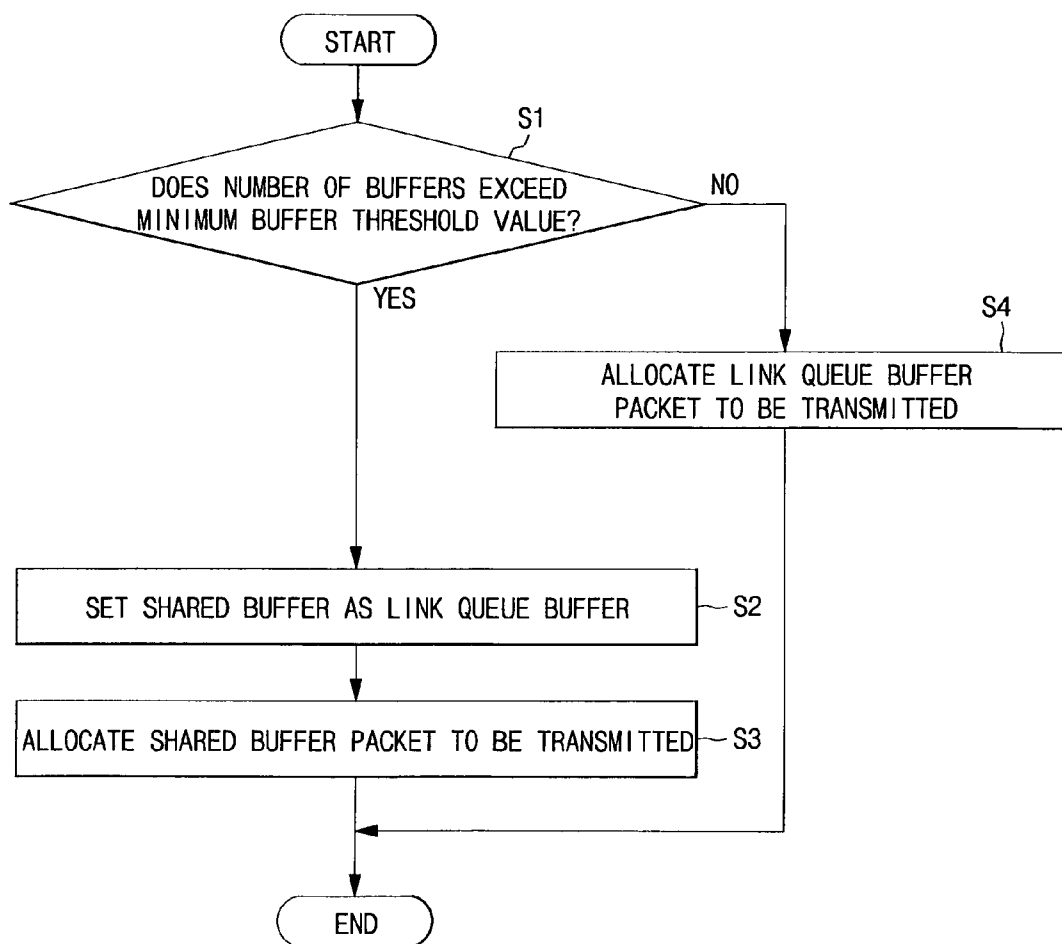 START
S1
DOES NUMBER OF BUFFERS EXCEED
MINIMUM BUFFER THRESHOLD VALUE?
NO
YES
S4
ALLOCATE LINK QUEUE BUFFER
PACKET TO BE TRANSMITTED
SET SHARED BUFFER AS LINK QUEUE BUFFER
S2
ALLOCATE SHARED BUFFER PACKET TO BE TRANSMITTED
S3
END